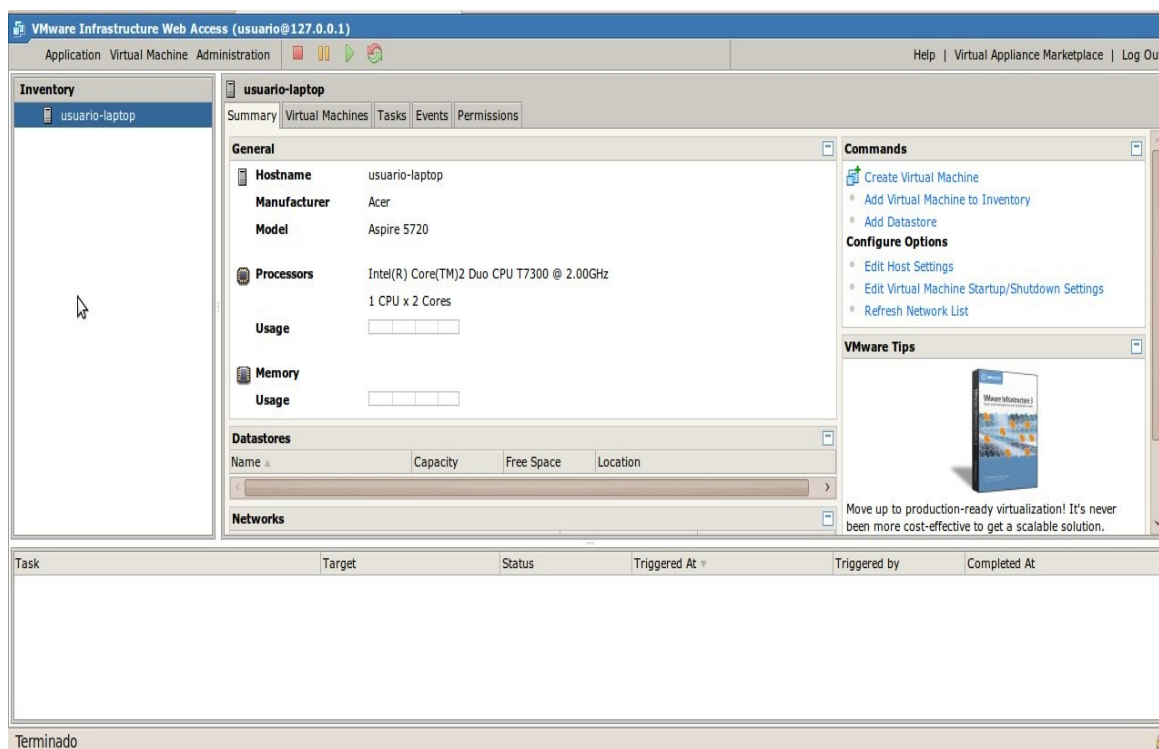 VMware Infrastructure Web Access (usuario@127.0.0.1)
Application Virtual Machine Administration Help | Virtual Appliance Marketplace | Log Ou
Inventory
usuario-laptop
usuario-laptop
Summary Virtual Machines Tasks Events Permissions
General
Hostname usuario-laptop
Manufacturer Acer
Model Aspire 5720
Processors Intel(R) Core(TM)2 Duo CPU T7300 @ 2.00GHz
1 CPU x 2 Cores
Usage
Memory
Usage
Datastores
Name Capacity Free Space Location
Networks
Commands
Create Virtual Machine
Add Virtual Machine to Inventory
Add Datastore
Configure Options
Edit Host Settings
Edit Virtual Machine Startup/Shutdown Settings
Refresh Network List
VMware Tips
VMware Infrastructure 3
Move up to production-ready virtualization! It's never
been more cost-effective to get a scalable solution.
Task Target Status Triggered At Triggered by Completed At
Terminado